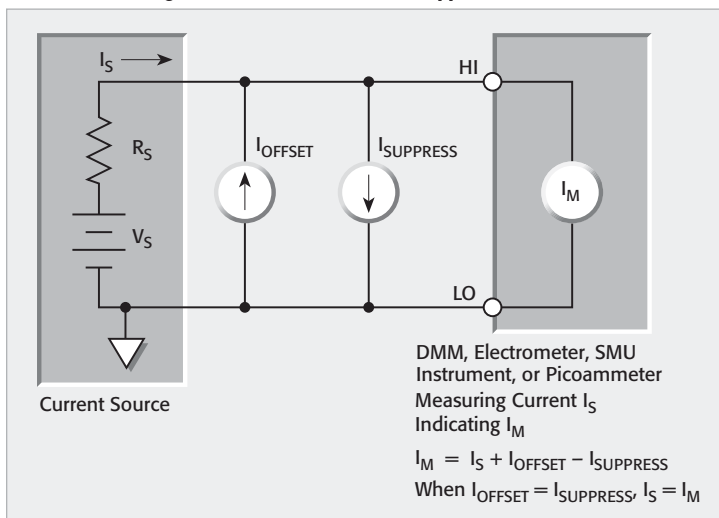 I_S
HI
R_S
I_OFFSET
I_SUPPRESS
I_M
V_S
LO
Current Source
DMM, Electrometer, SMU
Instrument, or Picoammeter
Measuring Current I_S
Indicating I_M
I_M = I_S + I_OFFSET – I_SUPPRESS
When I_OFFSET = I_SUPPRESS, I_S = I_M